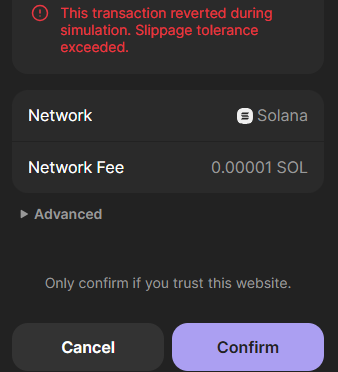 This transaction reverted during
simulation. Slippage tolerance
exceeded.
Network Solana
Network Fee 0.00001 SOL
Advanced
Only confirm if you trust this website.
Cancel Confirm